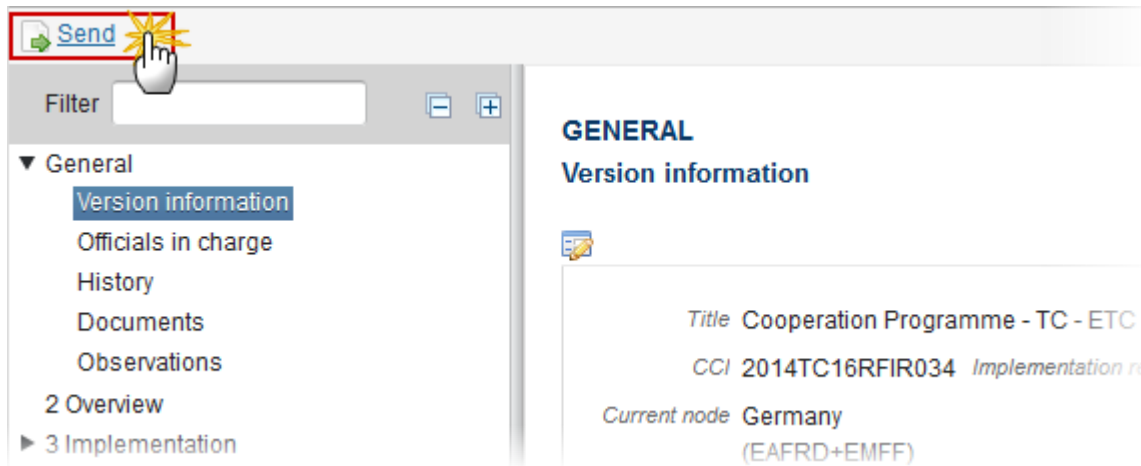 Send
Filter
General
Version information
Officials in charge
History
Documents
Observations
2 Overview
3 Implementation
GENERAL
Version information
Title Cooperation Programme - TC - ETC
CCI 2014TC16RFIR034 Implementation
Current node Germany
(EAFRD+EMFF)